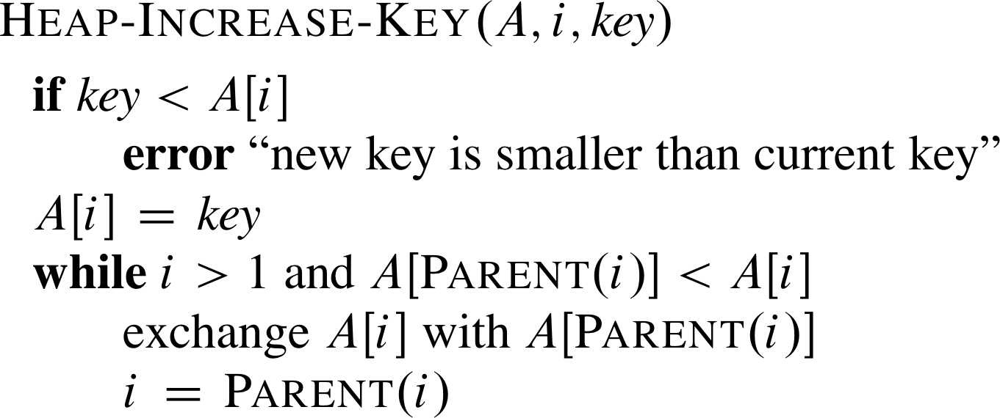 HEAP-INCREASE-KEY(A, i, key)
if key < A[i]
error “new key is smaller than current key”
A[i] = key
while i > 1 and A[PARENT(i)] < A[i]
exchange A[i] with A[PARENT(i)]
i = PARENT(i)